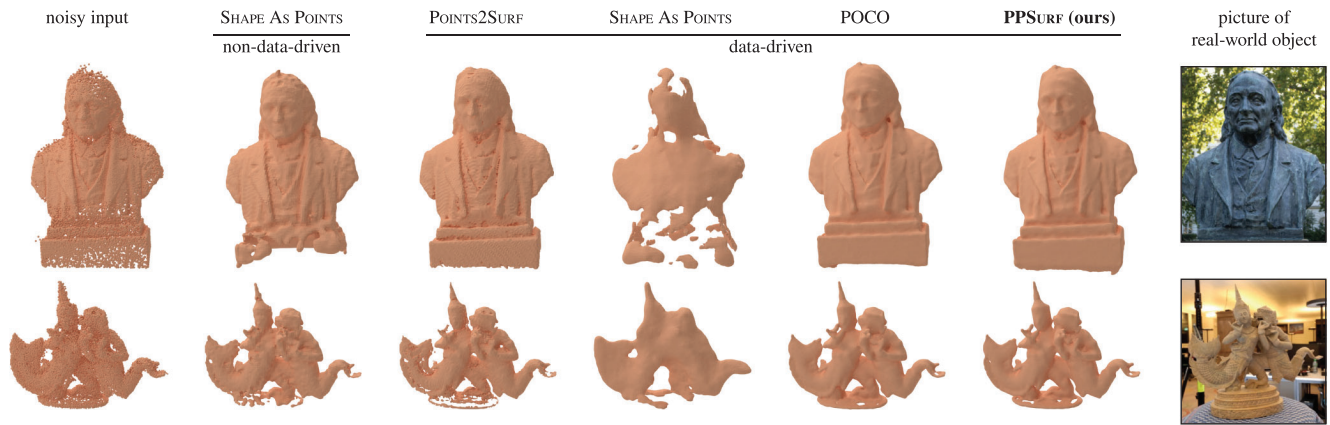 noisy input
SHAPE AS POINTS
POINTS2SURF
SHAPE AS POINTS
POCO
PPSURF (ours)
picture of
real-world object
non-data-driven
data-driven